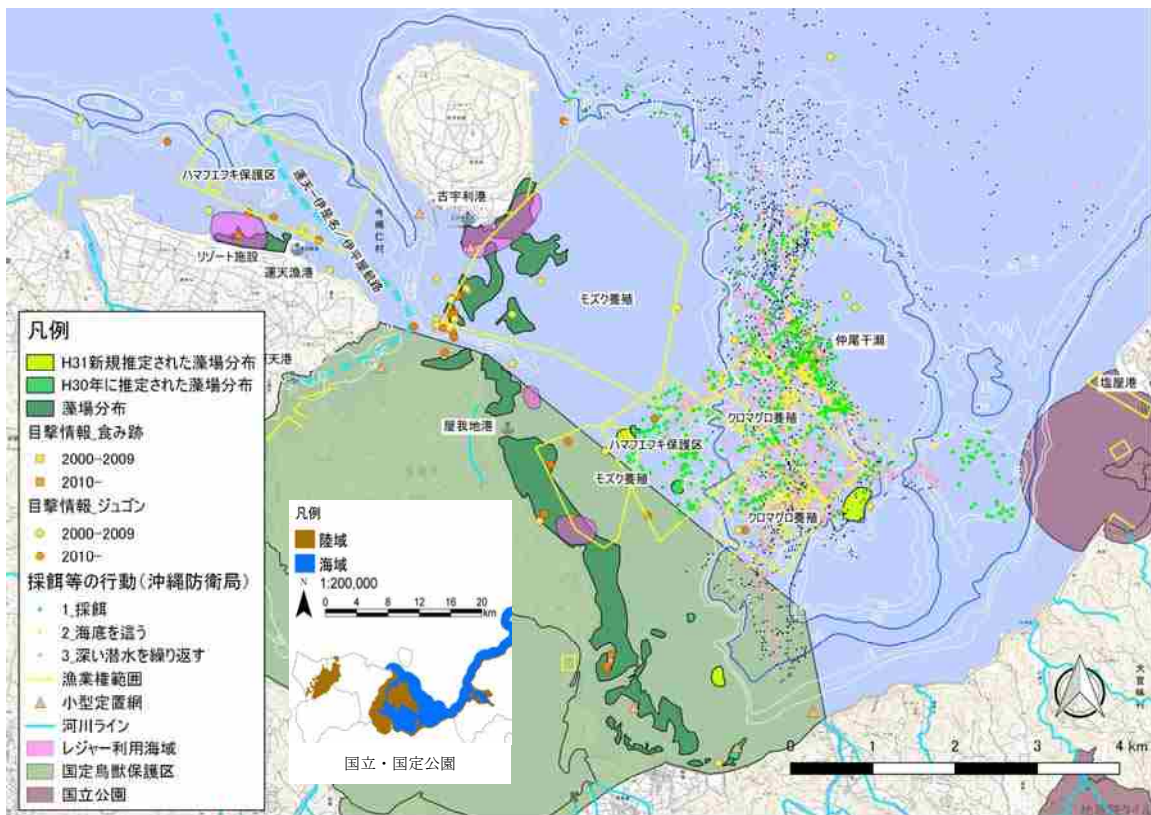 ハマフエフキ保護区
運天ー伊是名／伊平屋航路
今帰仁村
古宇利港
リゾート施設
運天漁港
モズク養殖
仲尾干瀬
塩屋港
クロマグロ養殖
屋我地港
ハマフエフキ保護区
モズク養殖
クロマグロ養殖
凡例
H31新規推定された藻場分布
H30年に推定された藻場分布
藻場分布
目撃情報_食み跡
2000-2009
2010-
目撃情報_ジュゴン
2000-2009
2010-
採餌等の行動(沖縄防衛局)
1_採餌
2_海底を這う
3_深い潜水を繰り返す
漁業権範囲
小型定置網
河川ライン
レジャー利用海域
国定鳥獣保護区
国立公園
凡例
陸域
海域
N
1:200,000
0 4 8 12 16 20
km
国立・国定公園
大宜味村
0 1 2 3 4 km